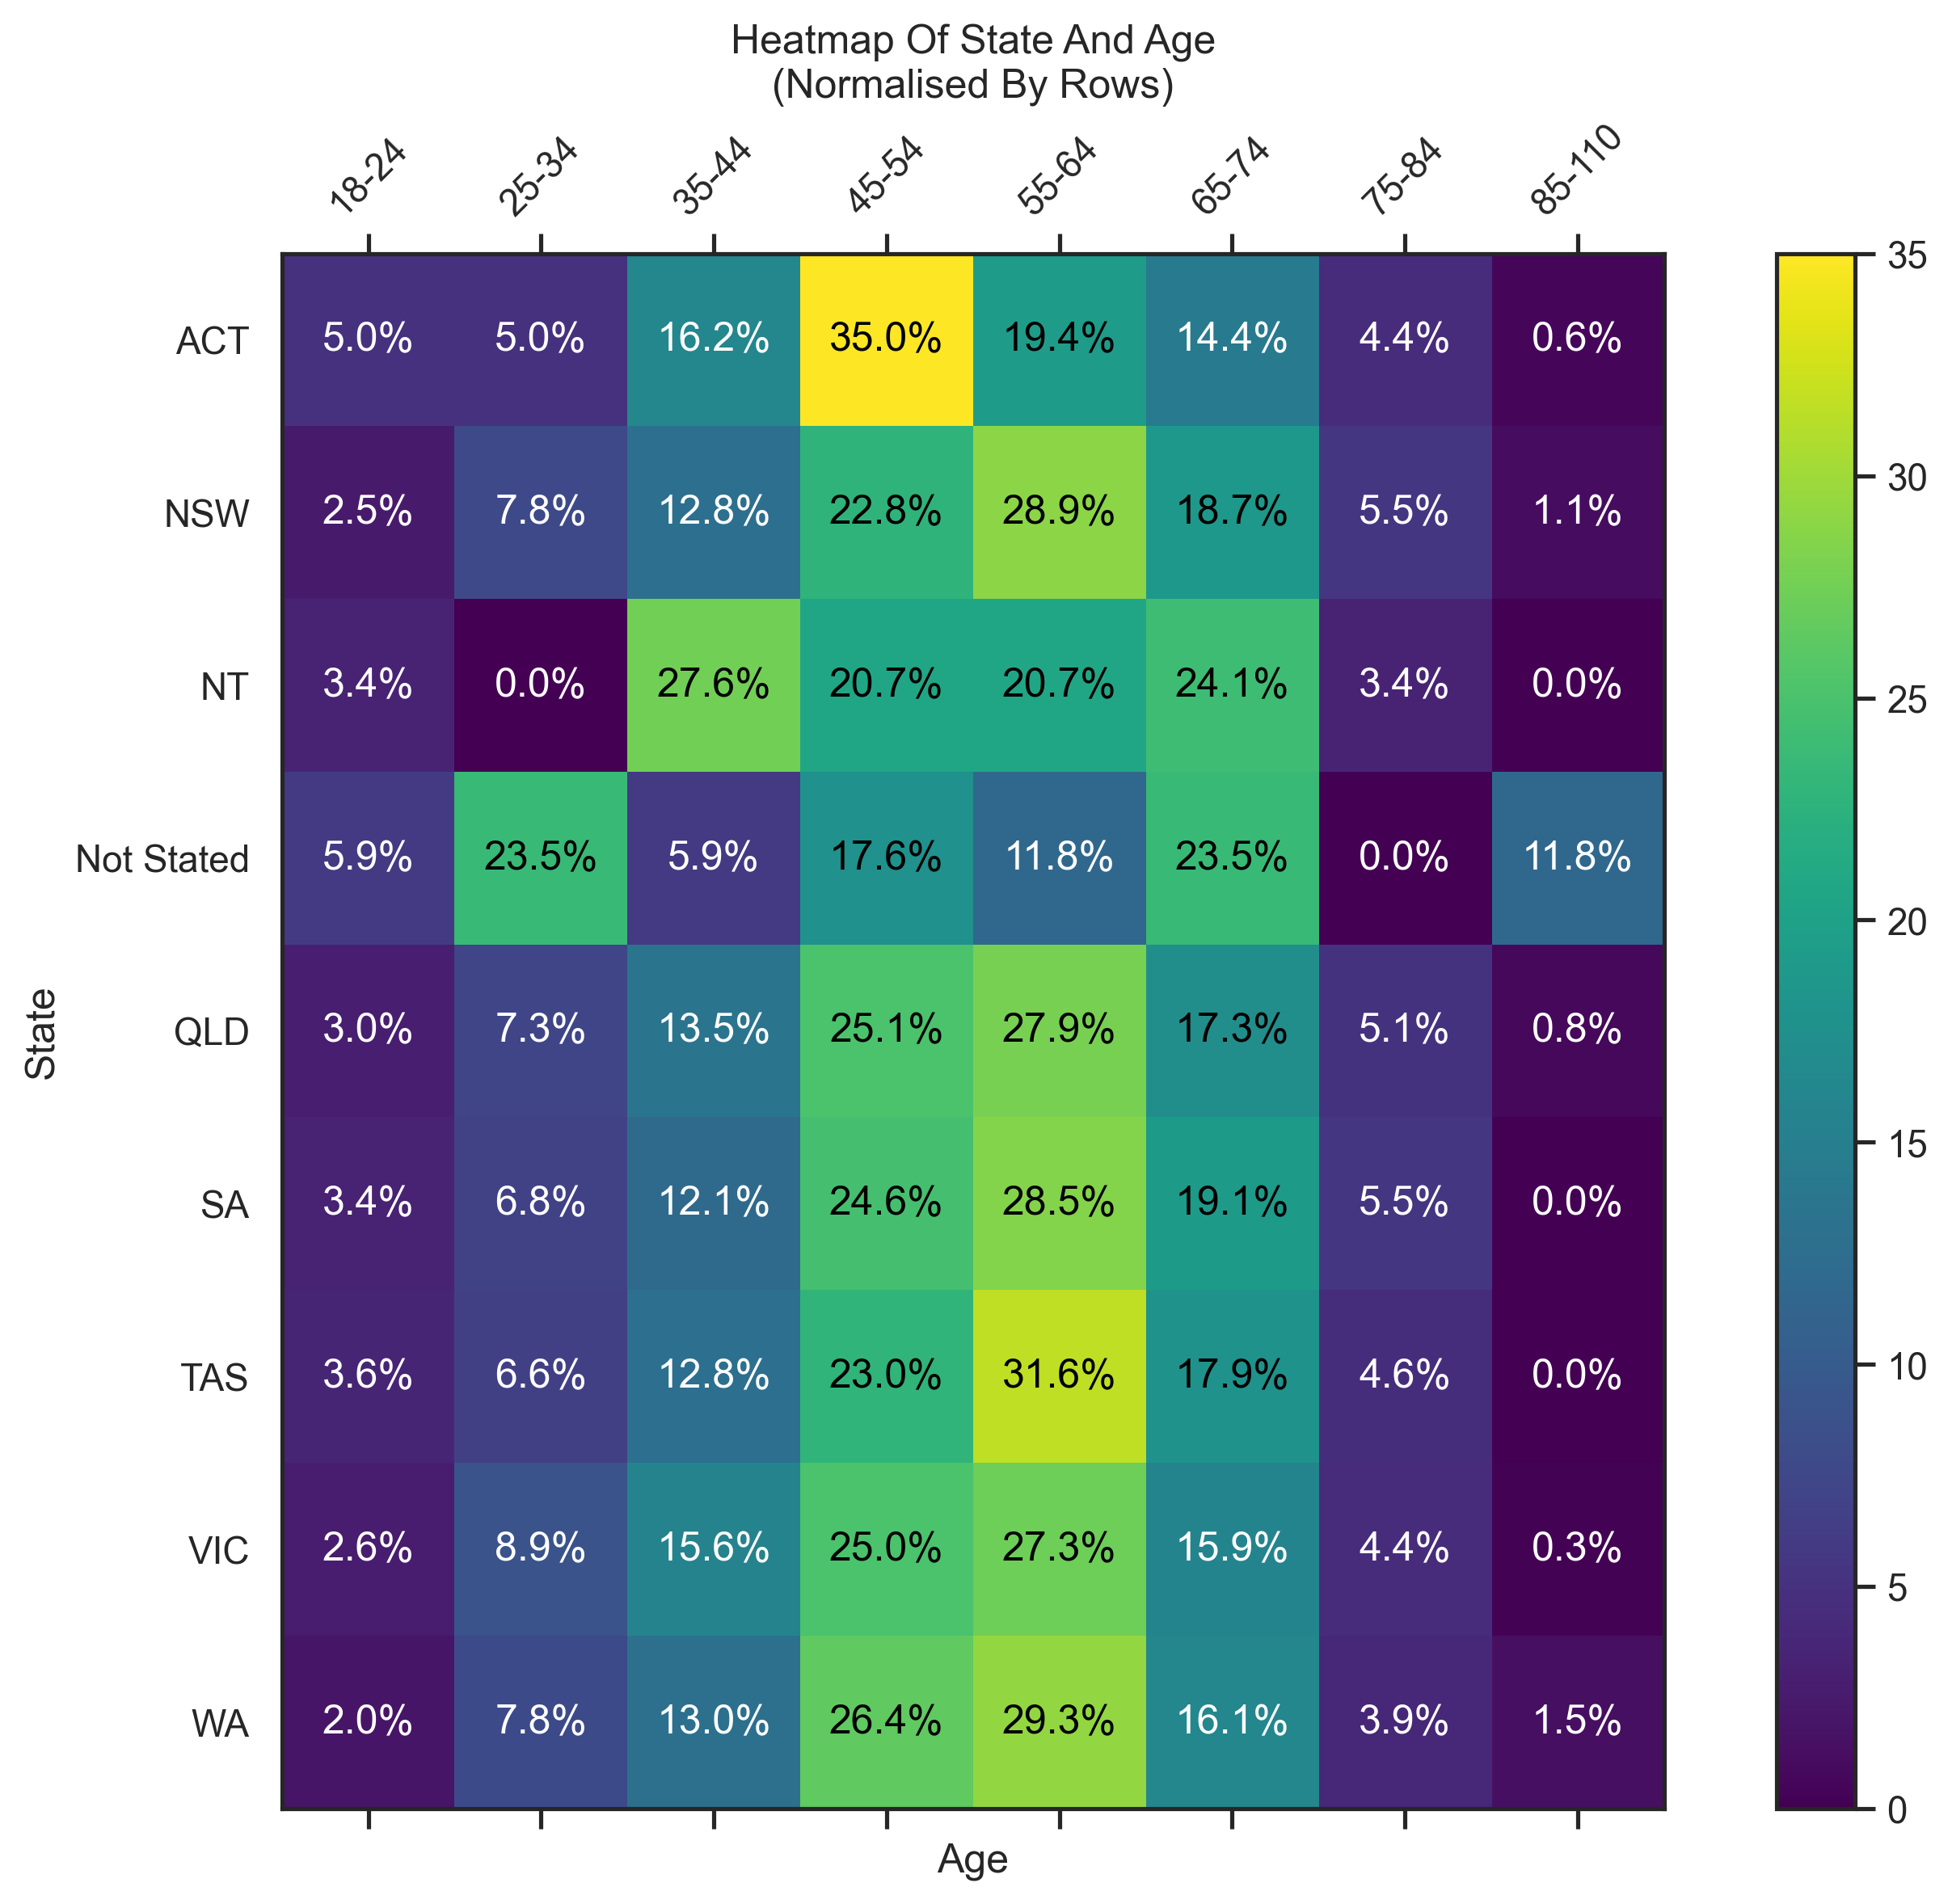 Heatmap Of State And Age
(Normalised By Rows)
18-24 25-34 35-44 45-54 55-64 65-74 75-84 85-110
ACT 5.0% 5.0% 16.2% 35.0% 19.4% 14.4% 4.4% 0.6%
NSW 2.5% 7.8% 12.8% 22.8% 28.9% 18.7% 5.5% 1.1%
NT 3.4% 0.0% 27.6% 20.7% 20.7% 24.1% 3.4% 0.0%
Not Stated 5.9% 23.5% 5.9% 17.6% 11.8% 23.5% 0.0% 11.8%
QLD 3.0% 7.3% 13.5% 25.1% 27.9% 17.3% 5.1% 0.8%
SA 3.4% 6.8% 12.1% 24.6% 28.5% 19.1% 5.5% 0.0%
TAS 3.6% 6.6% 12.8% 23.0% 31.6% 17.9% 4.6% 0.0%
VIC 2.6% 8.9% 15.6% 25.0% 27.3% 15.9% 4.4% 0.3%
WA 2.0% 7.8% 13.0% 26.4% 29.3% 16.1% 3.9% 1.5%
State
Age
35
30
25
20
15
10
5
0